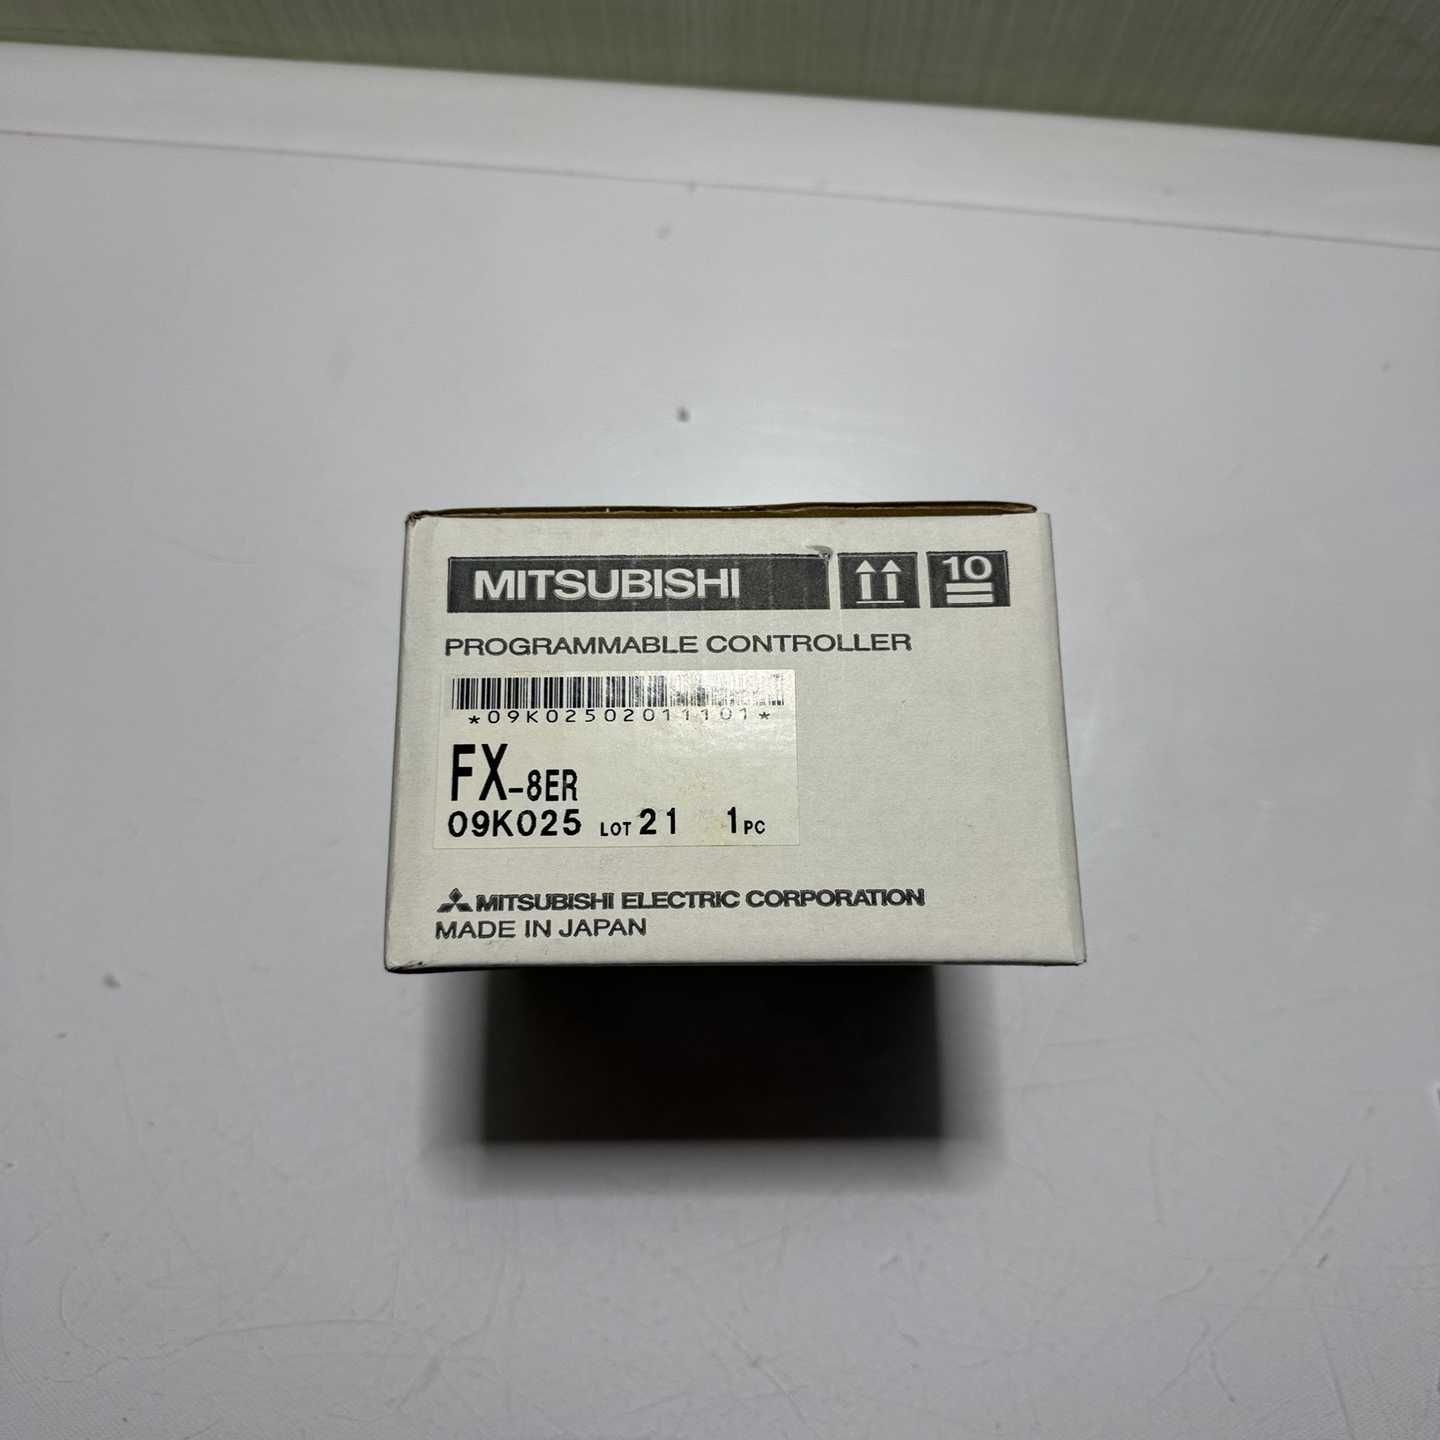 MITSUBISHI
10
PROGRAMMABLE CONTROLLER
*09K02502011101*
FX-8ER
09K025 LOT 21 1PC
MITSUBISHI ELECTRIC CORPORATION
MADE IN JAPAN